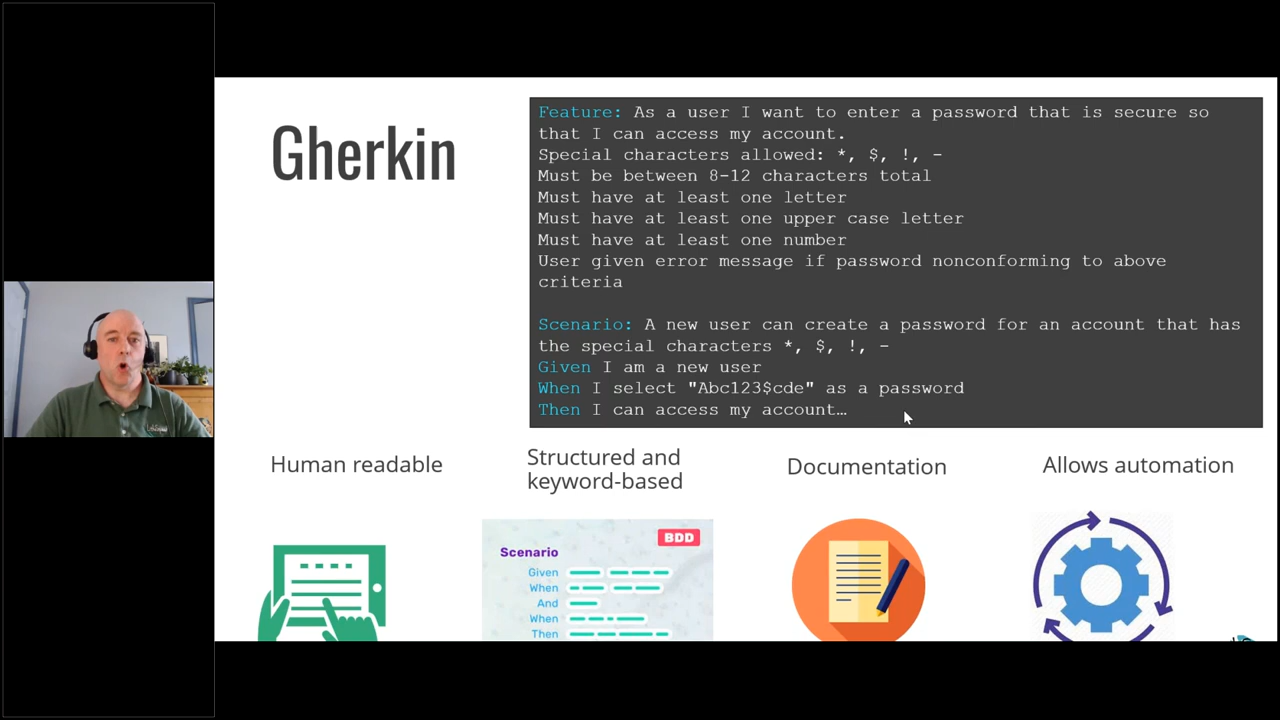 Gherkin
Feature: As a user I want to enter a password that is secure so
that I can access my account.
Special characters allowed: *, $, !, -
Must be between 8-12 characters total
Must have at least one letter
Must have at least one upper case letter
Must have at least one number
User given error message if password nonconforming to above
criteria
Scenario: A new user can create a password for an account that has
the special characters *, $, !, -
Given I am a new user
When I select "Abc123$cde" as a password
Then I can access my account…
Human readable
Structured and
keyword-based
Documentation
Allows automation
BDD
Scenario
Given
When
And
When
Then